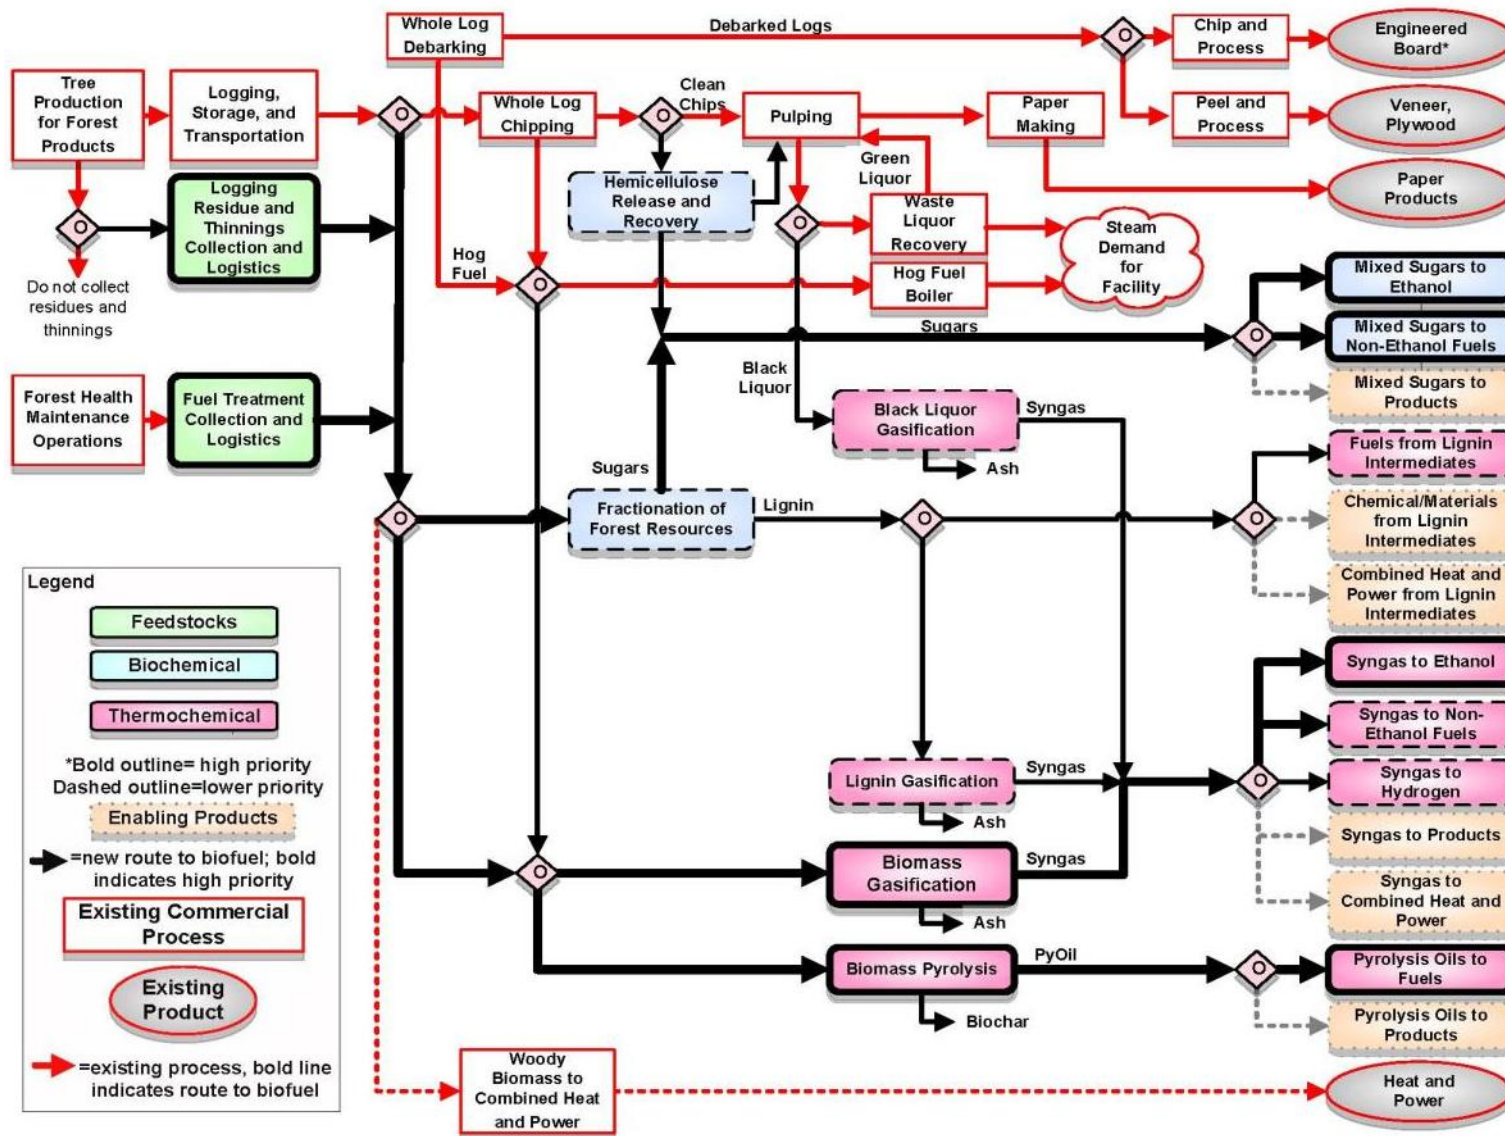 Whole Log
Debarking
Debarked Logs
O
Chip and
Process
Engineered
Board*
Tree
Production
for Forest
Products
Logging,
Storage, and
Transportation
O
Whole Log
Chipping
O
Clean
Chips
Pulping
Paper
Making
Peel and
Process
Veneer,
Plywood
Green
Liquor
Paper
Products
O
Logging
Residue and
Thinnings
Collection and
Logistics
Hemicellulose
Release and
Recovery
O
Waste
Liquor
Recovery
Steam
Demand
for
Facility
Do not collect
residues and
thinnings
Hog
Fuel
O
Hog Fuel
Boiler
Mixed Sugars to
Ethanol
Sugars
O
Mixed Sugars to
Non-Ethanol Fuels
Mixed Sugars to
Products
Forest Health
Maintenance
Operations
Fuel Treatment
Collection and
Logistics
Black
Liquor
Black Liquor
Gasification
Syngas
Ash
Fuels from Lignin
Intermediates
Sugars
O
Fractionation of
Forest Resources
Lignin
O
O
Chemical/Materials
from Lignin
Intermediates
Combined Heat and
Power from Lignin
Intermediates
Legend
Feedstocks
Biochemical
Thermochemical
*Bold outline= high priority
Dashed outline=lower priority
Enabling Products
=new route to biofuel; bold
indicates high priority
Existing Commercial
Process
Existing
Product
=existing process, bold line
indicates route to biofuel
Syngas to Ethanol
Syngas to Non-
Ethanol Fuels
Lignin Gasification
Syngas
Ash
O
Syngas to
Hydrogen
Syngas to Products
O
Biomass
Gasification
Syngas
Ash
Syngas to
Combined Heat and
Power
Biomass Pyrolysis
PyOil
Biochar
O
Pyrolysis Oils to
Fuels
Pyrolysis Oils to
Products
Woody
Biomass to
Combined Heat
and Power
Heat and
Power